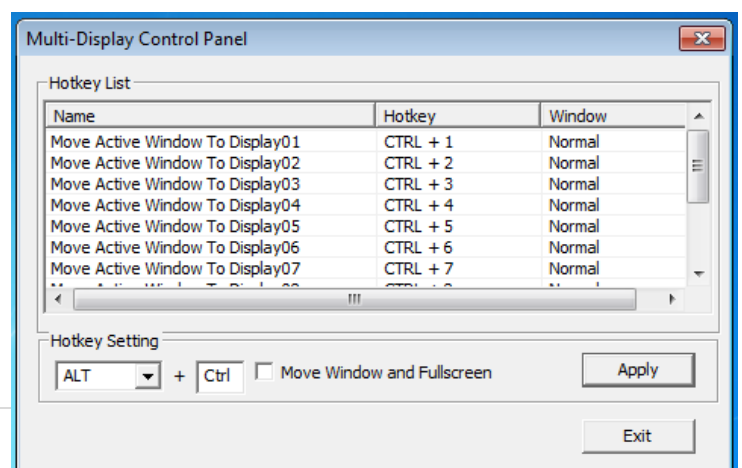 Multi-Display Control Panel
Hotkey List
Name Hotkey Window
Move Active Window To Display01 CTRL + 1 Normal
Move Active Window To Display02 CTRL + 2 Normal
Move Active Window To Display03 CTRL + 3 Normal
Move Active Window To Display04 CTRL + 4 Normal
Move Active Window To Display05 CTRL + 5 Normal
Move Active Window To Display06 CTRL + 6 Normal
Move Active Window To Display07 CTRL + 7 Normal
Hotkey Setting
ALT + Ctrl Move Window and Fullscreen Apply
Exit